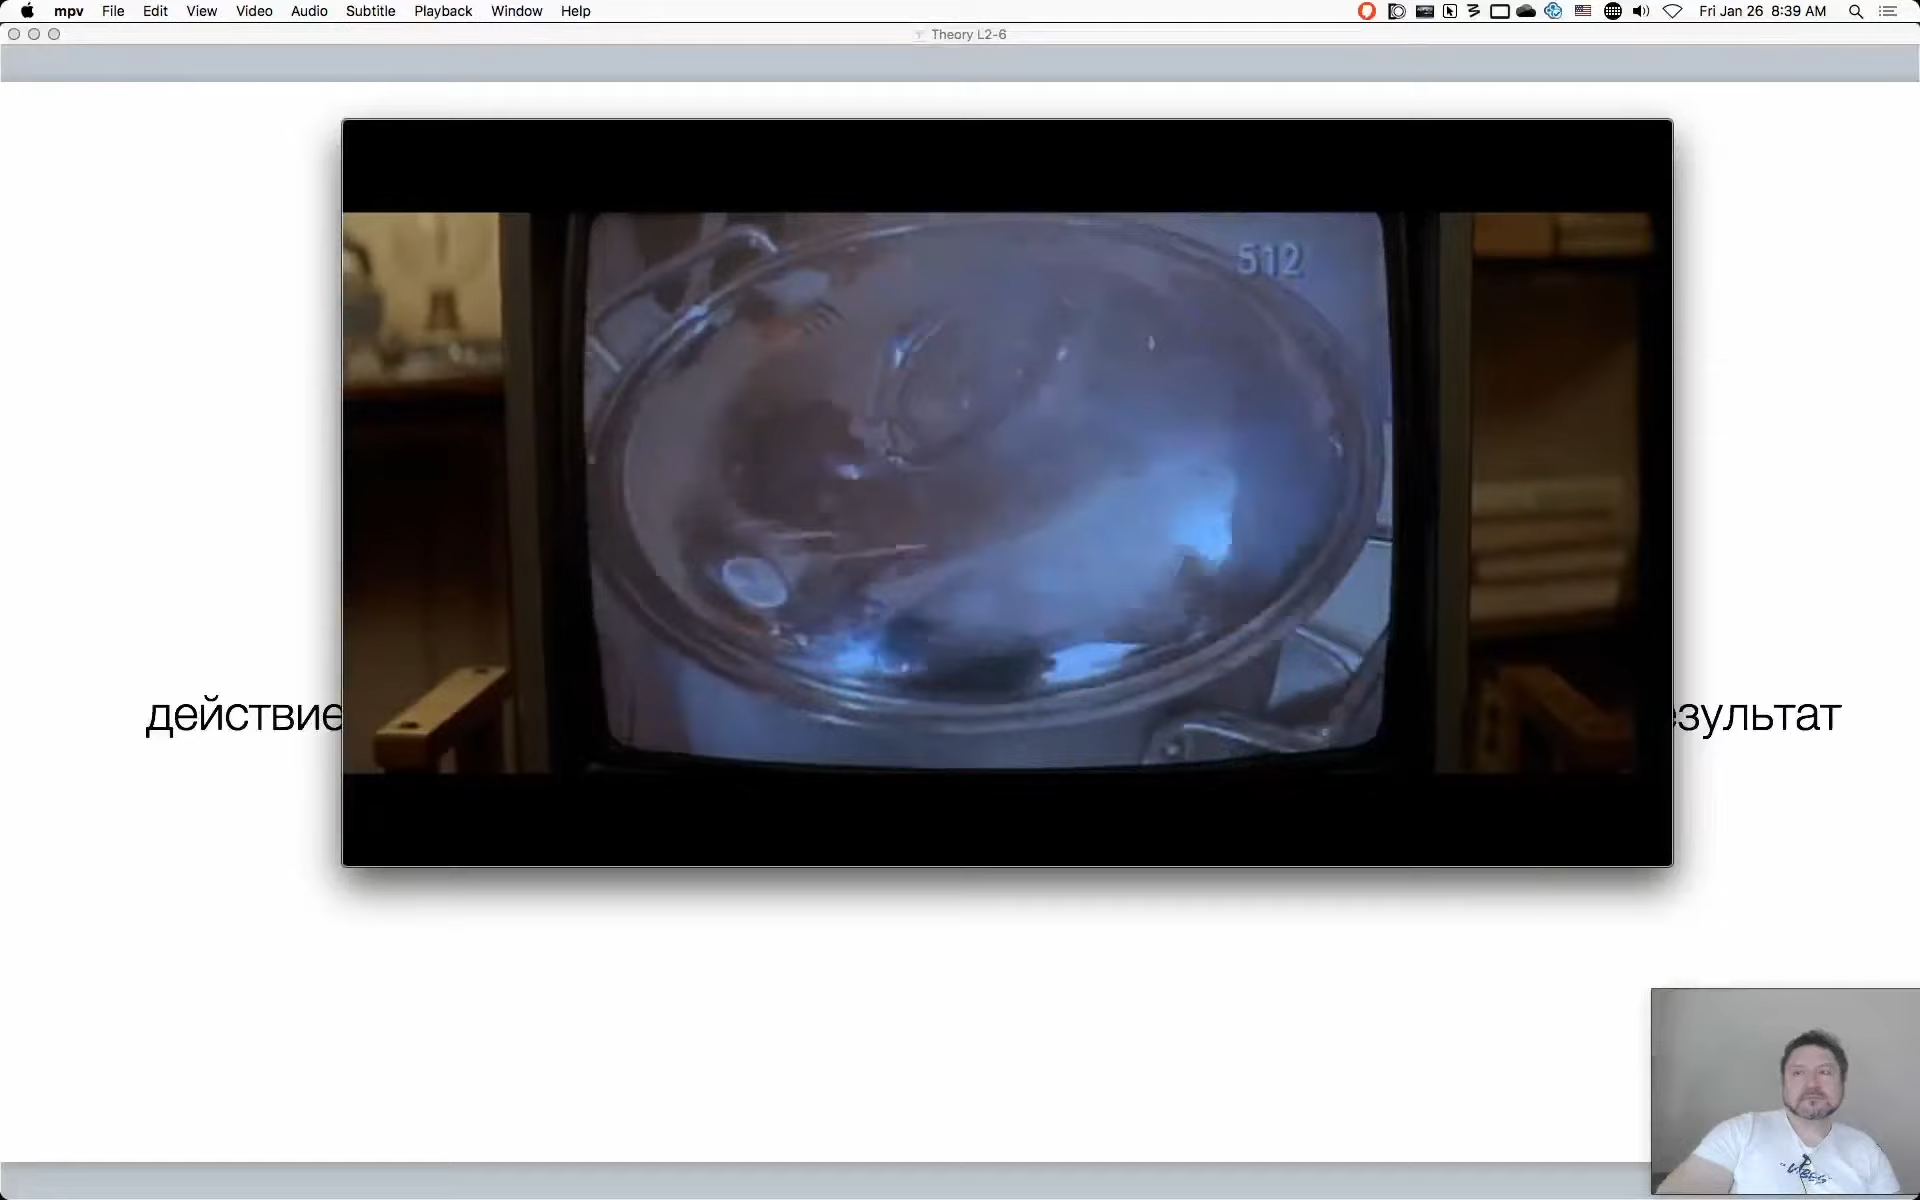 mpv File Edit View Video Audio Subtitle Playback Window Help Fri Jan 26 8:39 AM
Theory L2-6
512
действие
езультат